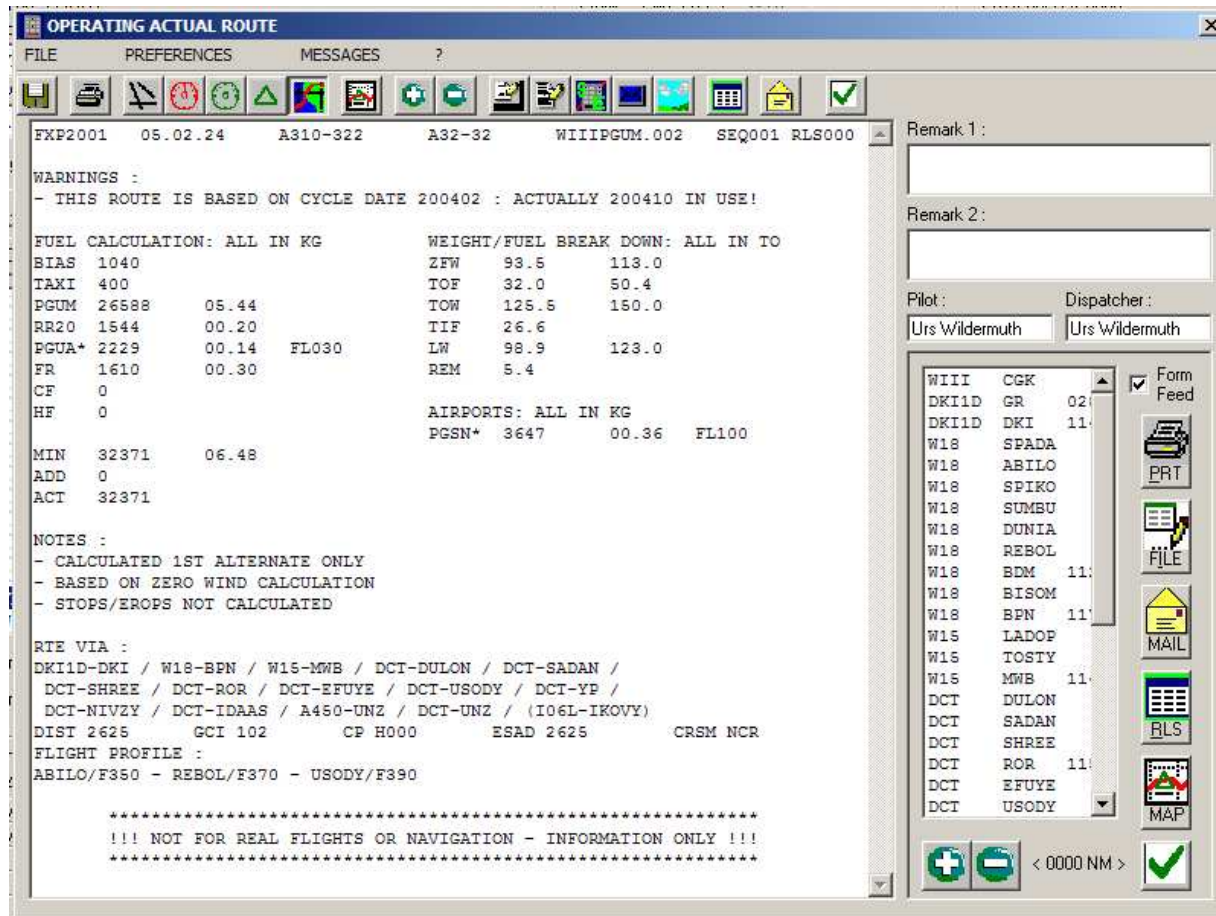 OPERATING ACTUAL ROUTE
FILE PREFERENCES MESSAGES ?
FXP2001 05.02.24 A310-322 A32-32 WIIIPGUM.002 SEQ001 RLS000
WARNINGS :
- THIS ROUTE IS BASED ON CYCLE DATE 200402 : ACTUALLY 200410 IN USE!
FUEL CALCULATION: ALL IN KG WEIGHT/FUEL BREAK DOWN: ALL IN TO
BIAS 1040 ZFW 93.5 113.0
TAXI 400 TOF 32.0 50.4
PGUM 26588 05.44 TOW 125.5 150.0
RR20 1544 00.20 TIF 26.6
PGUA* 2229 00.14 FL030 LW 98.9 123.0
FR 1610 00.30 REM 5.4
CF 0
HF 0 AIRPORTS: ALL IN KG
PGSN* 3647 00.36 FL100
MIN 32371 06.48
ADD 0
ACT 32371
NOTES :
- CALCULATED 1ST ALTERNATE ONLY
- BASED ON ZERO WIND CALCULATION
- STOPS/EROPS NOT CALCULATED
RTE VIA :
DKI1D-DKI / W18-BPN / W15-MWB / DCT-DULON / DCT-SADAN /
DCT-SHREE / DCT-ROR / DCT-EFUYE / DCT-USODY / DCT-YP /
DCT-NIVZY / DCT-IDAAS / A450-UNZ / DCT-UNZ / (I06L-IKOVY)
DIST 2625 GCI 102 CP H000 ESAD 2625 CRSM NCR
FLIGHT PROFILE :
ABILO/F350 - REBOL/F370 - USODY/F390
****************************************************************
!!! NOT FOR REAL FLIGHTS OR NAVIGATION - INFORMATION ONLY !!!
****************************************************************
Remark 1 :
Remark 2 :
Pilot : Dispatcher :
Urs Wildermuth Urs Wildermuth
WIII CGK
DKI1D GR
DKI1D DKI
W18 SPADA
W18 ABILO
W18 SPIKO
W18 SUMBU
W18 DUNIA
W18 REBOL
W18 BDM
W18 BISOM
W18 BPN
W15 LADOP
W15 TOSTY
W15 MWB
DCT DULON
DCT SADAN
DCT SHREE
DCT ROR
DCT EFUYE
DCT USODY
Form
Feed
PRT
FILE
MAIL
RLS
MAP
< 0000 NM >